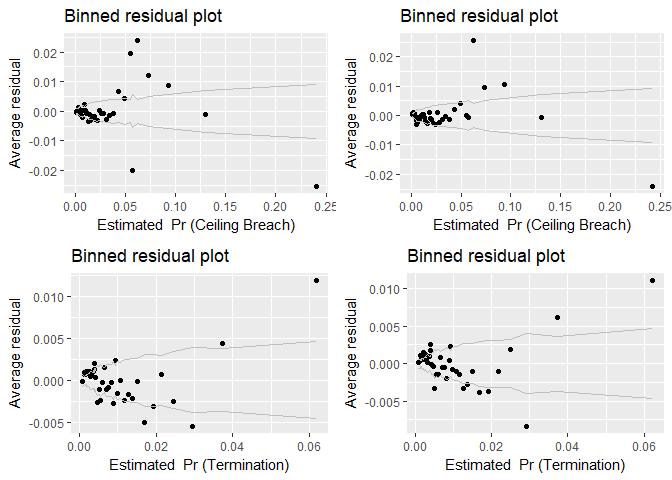 Binned residual plot
0.02
0.01
0.00
-0.01
-0.02
Average residual
0.00 0.05 0.10 0.15 0.20 0.25
Estimated Pr (Ceiling Breach)
Binned residual plot
0.02
0.01
0.00
-0.01
-0.02
Average residual
0.00 0.05 0.10 0.15 0.20 0.25
Estimated Pr (Ceiling Breach)
Binned residual plot
0.010
0.005
0.000
-0.005
Average residual
0.00 0.02 0.04 0.06
Estimated Pr (Termination)
Binned residual plot
0.010
0.005
0.000
-0.005
Average residual
0.00 0.02 0.04 0.06
Estimated Pr (Termination)